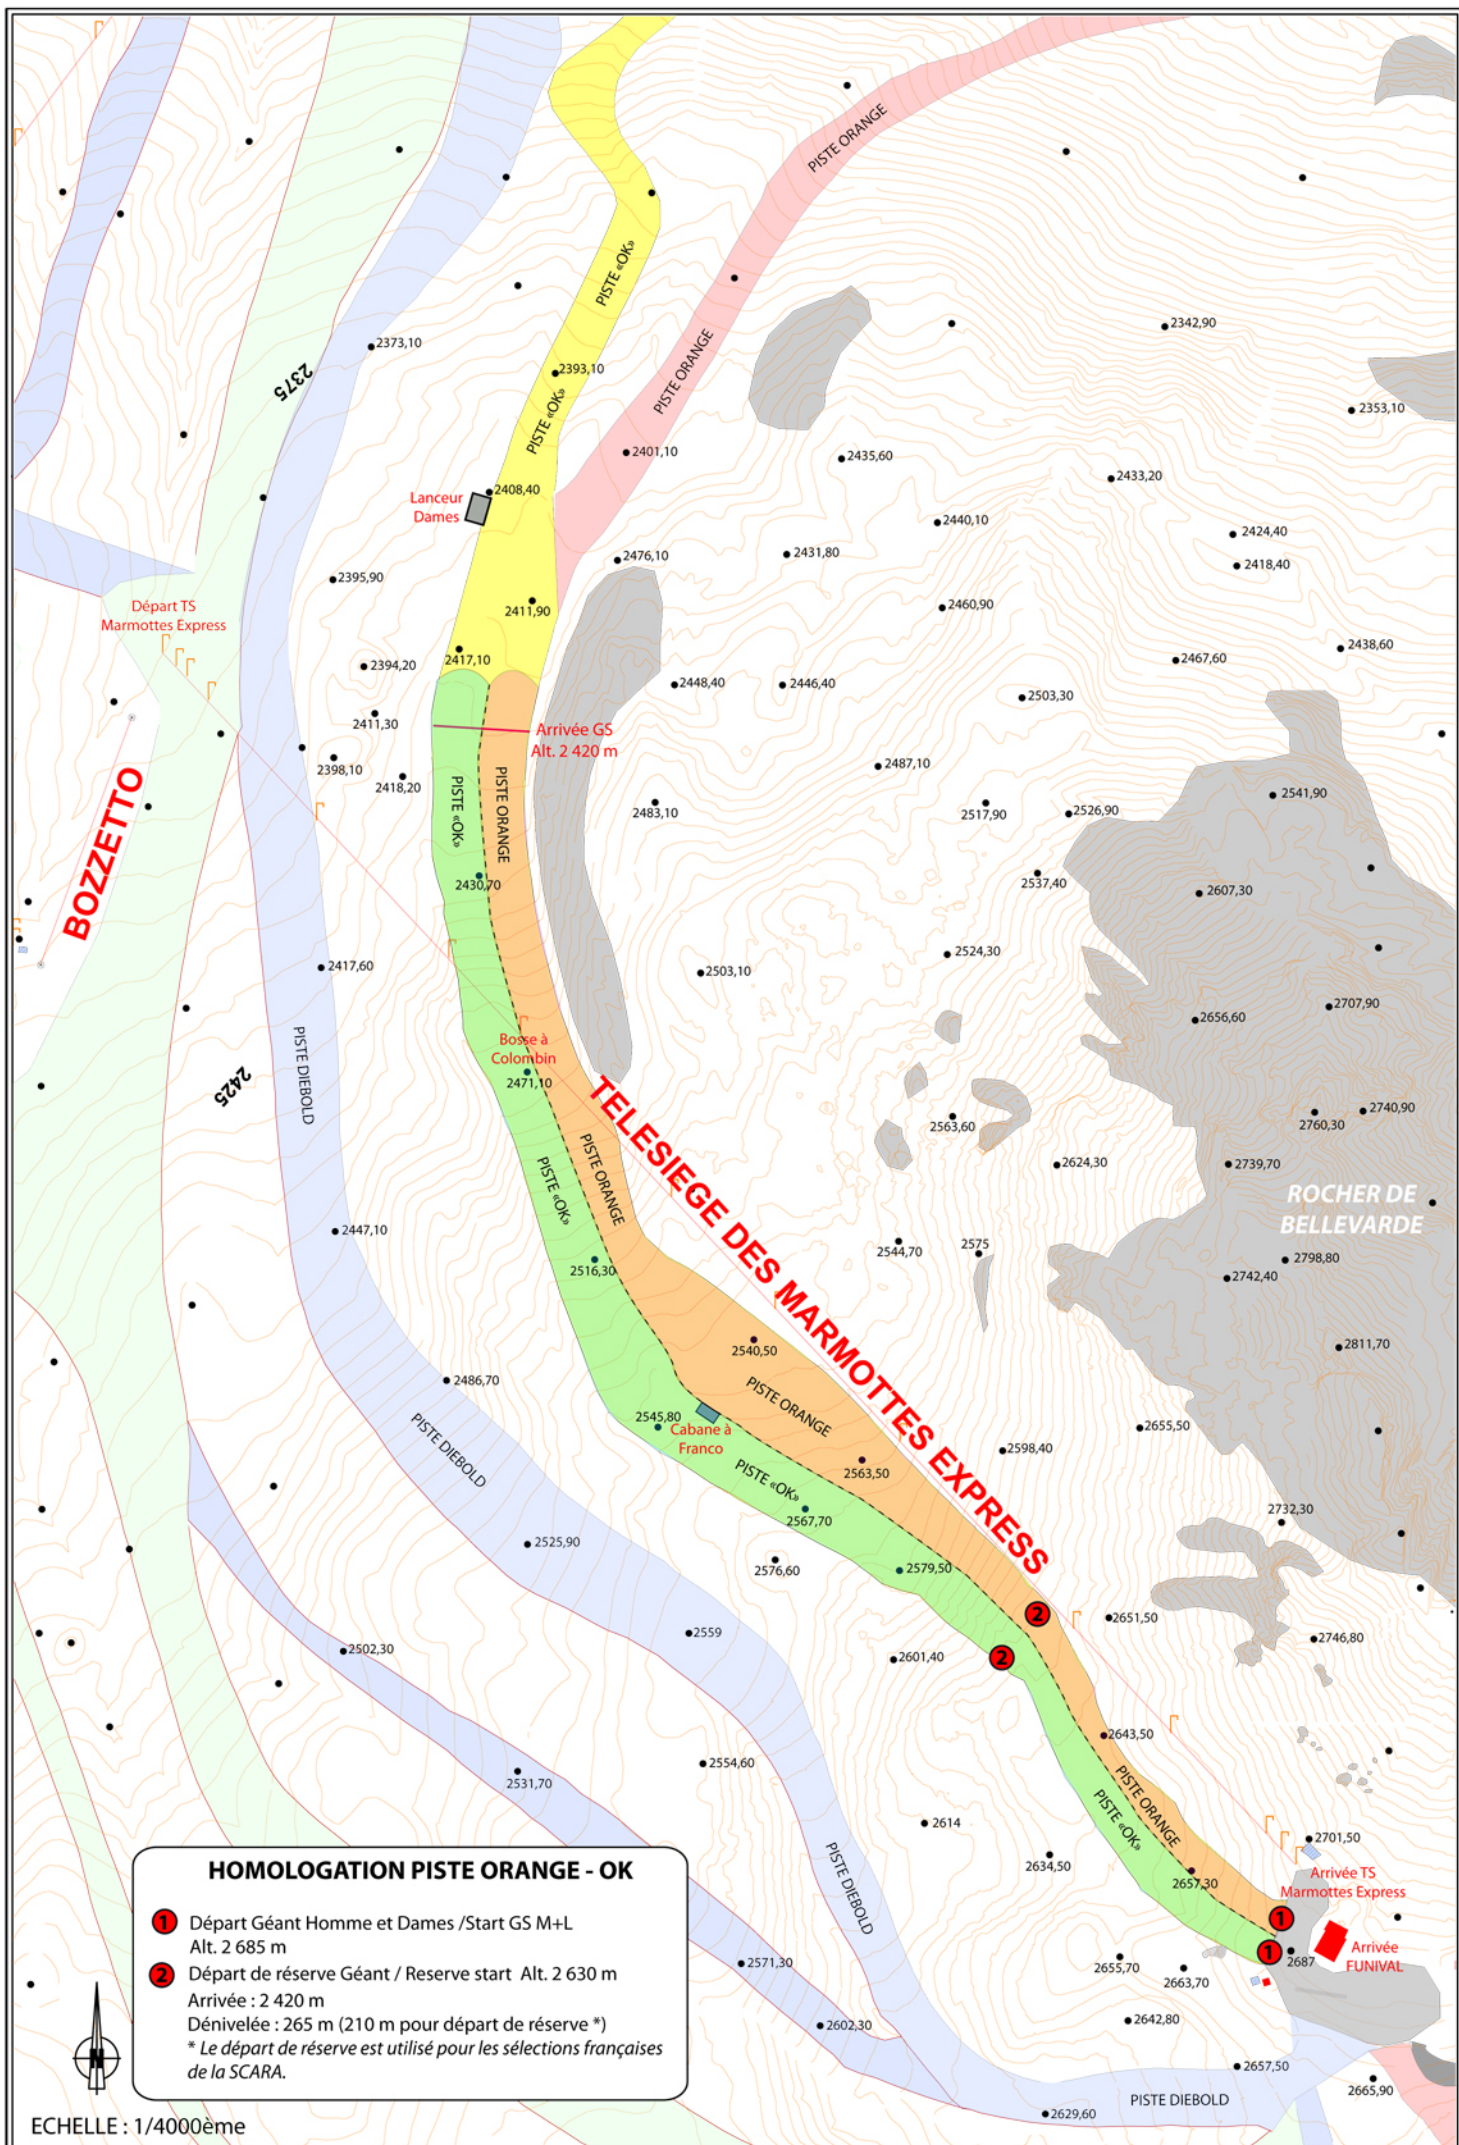 PISTE ORANGE
PISTE «OK»
2342,90
2373,10
2375
PISTE ORANGE
2393,10
2353,10
PISTE «OK»
2401,10
2435,60
2433,20
Lanceur
Dames
2408,40
2440,10
2424,40
2476,10
2431,80
2418,40
2395,90
Départ TS
Marmottes Express
2411,90
2460,90
2417,10
2438,60
2394,20
2467,60
2448,40
2446,40
2503,30
2411,30
Arrivée GS
Alt. 2 420 m
2398,10
2418,20
2487,10
BOZZETTO
PISTE «OK»
PISTE ORANGE
2483,10
2517,90
2526,90
2541,90
2430,70
2537,40
2607,30
2417,60
2503,10
2524,30
2707,90
2656,60
PISTE DIEBOLD
Bosse à
Colombin
2471,10
2425
TELESIEGE DES MARMOTTES EXPRESS
2563,60
2760,30
2740,90
PISTE «OK»
PISTE ORANGE
2624,30
2739,70
ROCHER DE
BELLEVARDE
2447,10
2544,70
2575
2516,30
2798,80
2742,40
2540,50
2811,70
2486,70
PISTE DIEBOLD
PISTE ORANGE
2545,80
Cabane à
Franco
2598,40
2655,50
2563,50
PISTE «OK»
2567,70
2732,30
2525,90
2576,60
2579,50
2
2651,50
2559
2746,80
2502,30
2601,40
2
2643,50
2554,60
2531,70
PISTE «OK»
PISTE ORANGE
2614
2701,50
PISTE DIEBOLD
2634,50
2657,30
Arrivée TS
Marmottes Express
1
1
2687
Arrivée
FUNIVAL
2571,30
2655,70
2663,70
2602,30
2642,80
2657,50
2665,90
PISTE DIEBOLD
2629,60
HOMOLOGATION PISTE ORANGE - OK
1 Départ Géant Homme et Dames /Start GS M+L
Alt. 2 685 m
2 Départ de réserve Géant / Reserve start Alt. 2 630 m
Arrivée : 2 420 m
Dénivelée : 265 m (210 m pour départ de réserve *)
* Le départ de réserve est utilisé pour les sélections françaises
de la SCARA.
N
ECHELLE : 1/4000ème